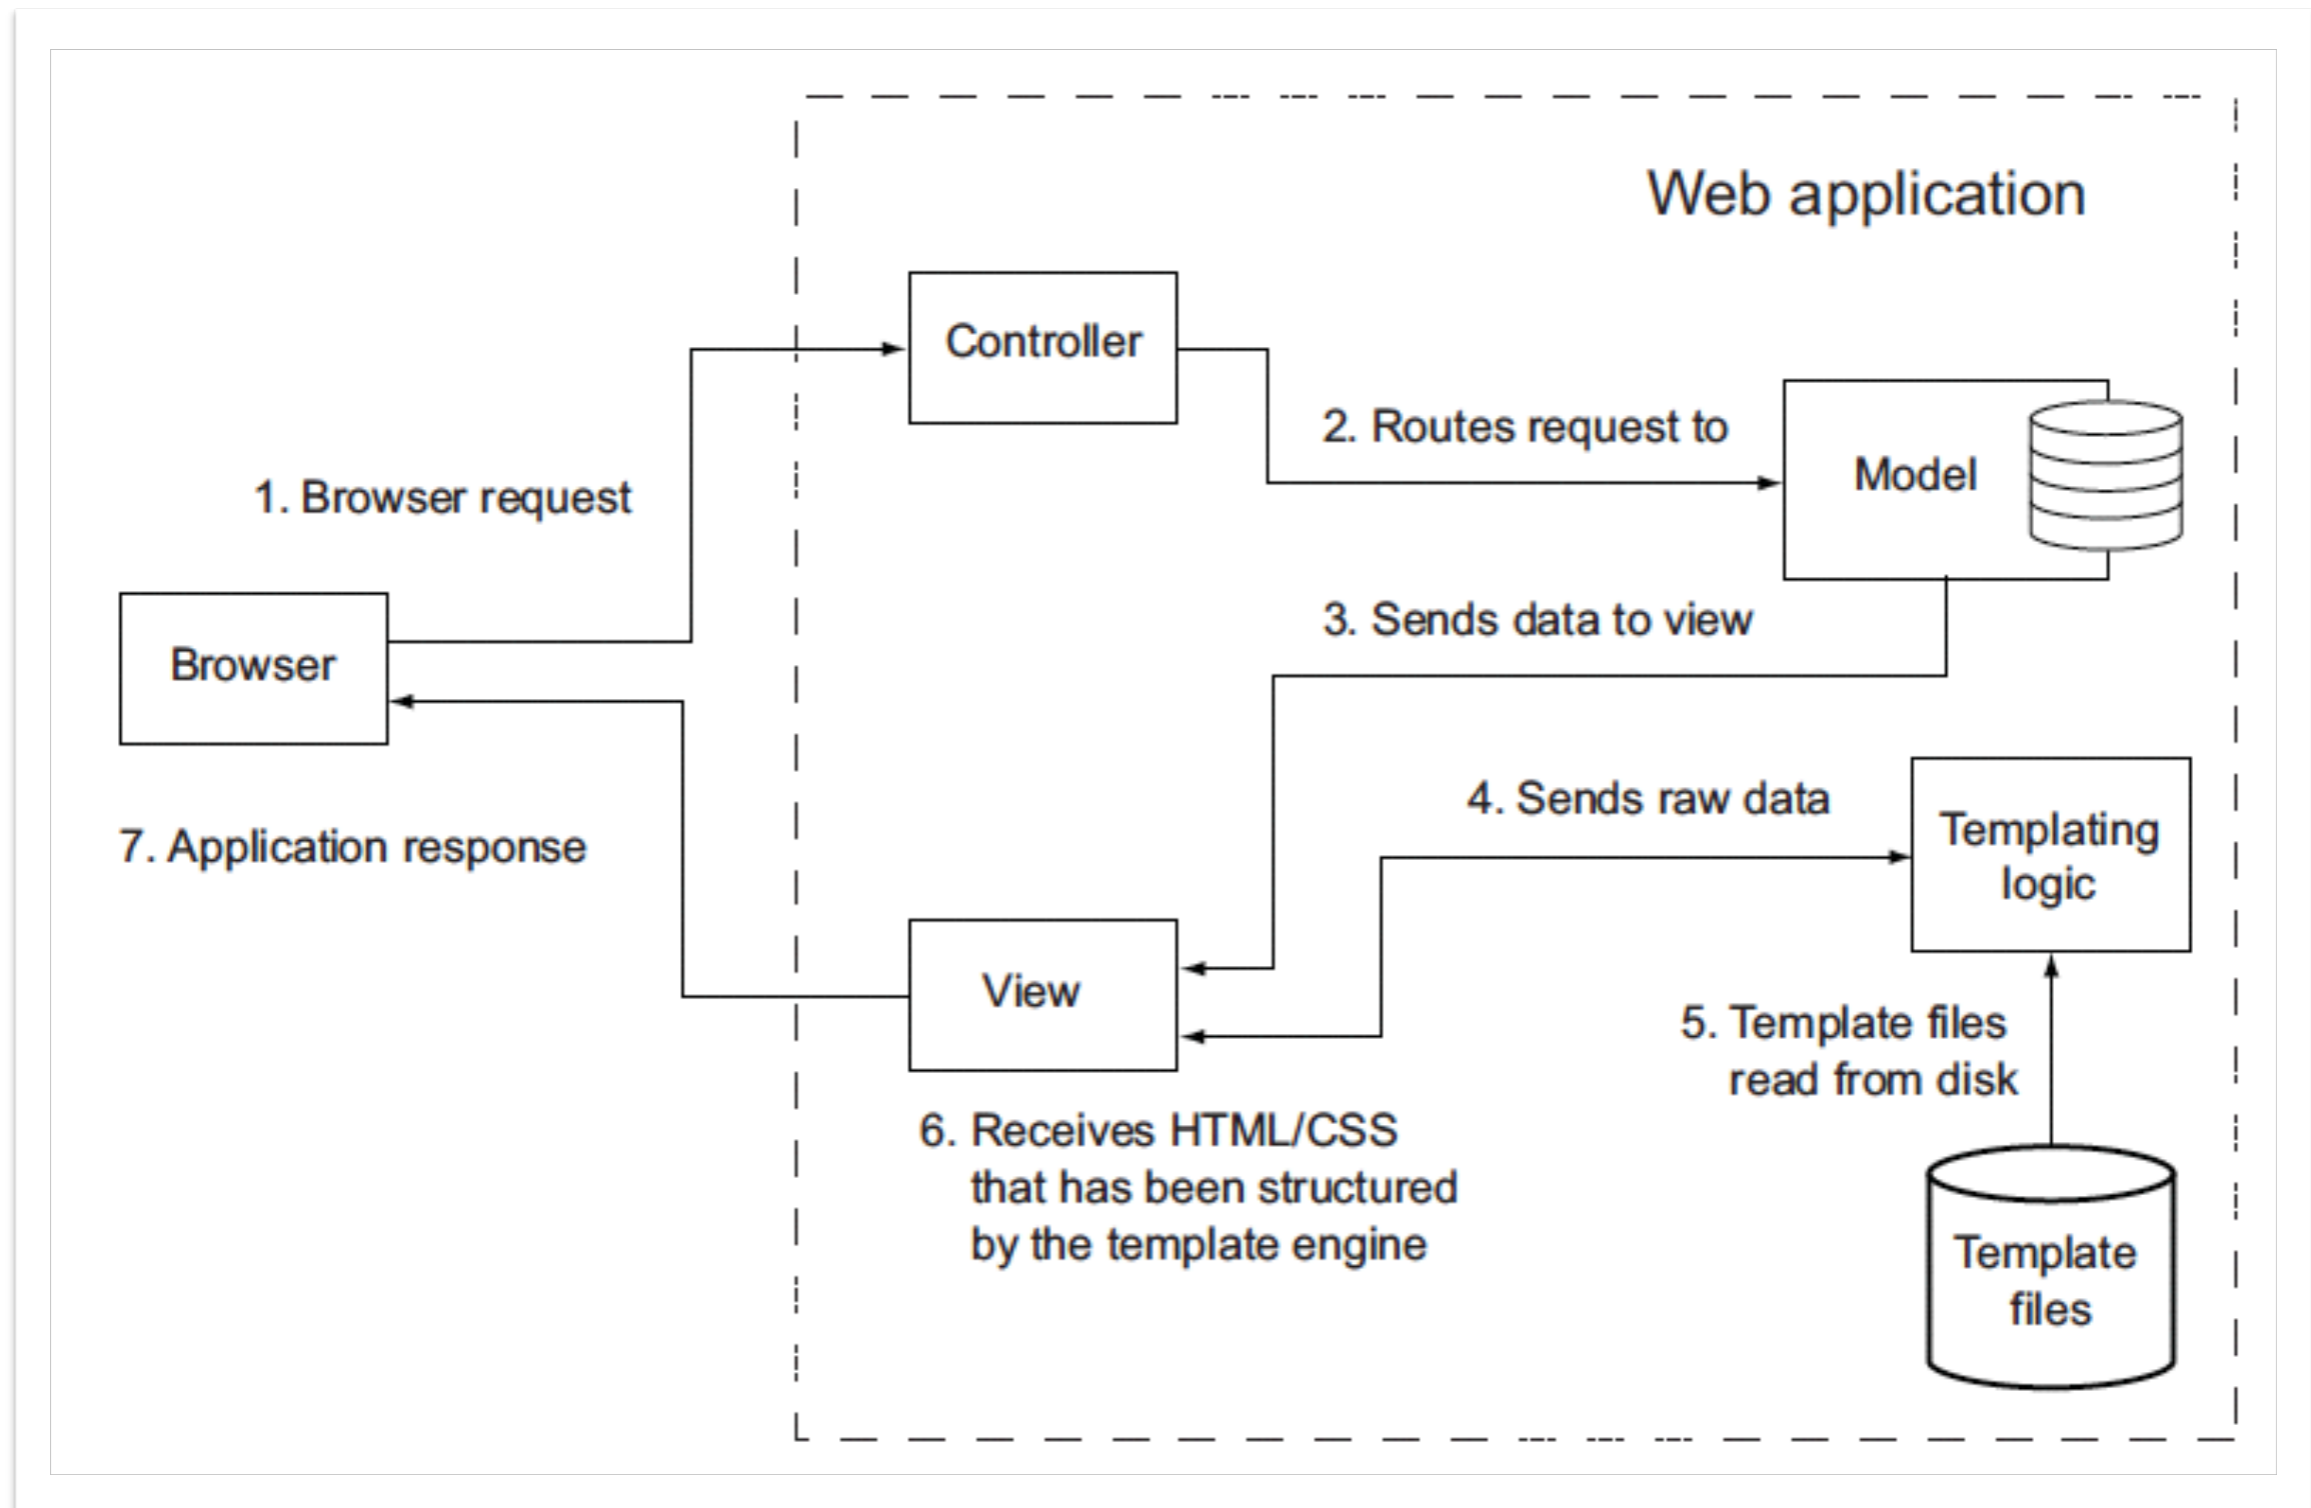 Web application
Controller
2. Routes request to
Model
1. Browser request
3. Sends data to view
Browser
4. Sends raw data
Templating
logic
7. Application response
View
5. Template files
read from disk
6. Receives HTML/CSS
that has been structured
by the template engine
Template
files